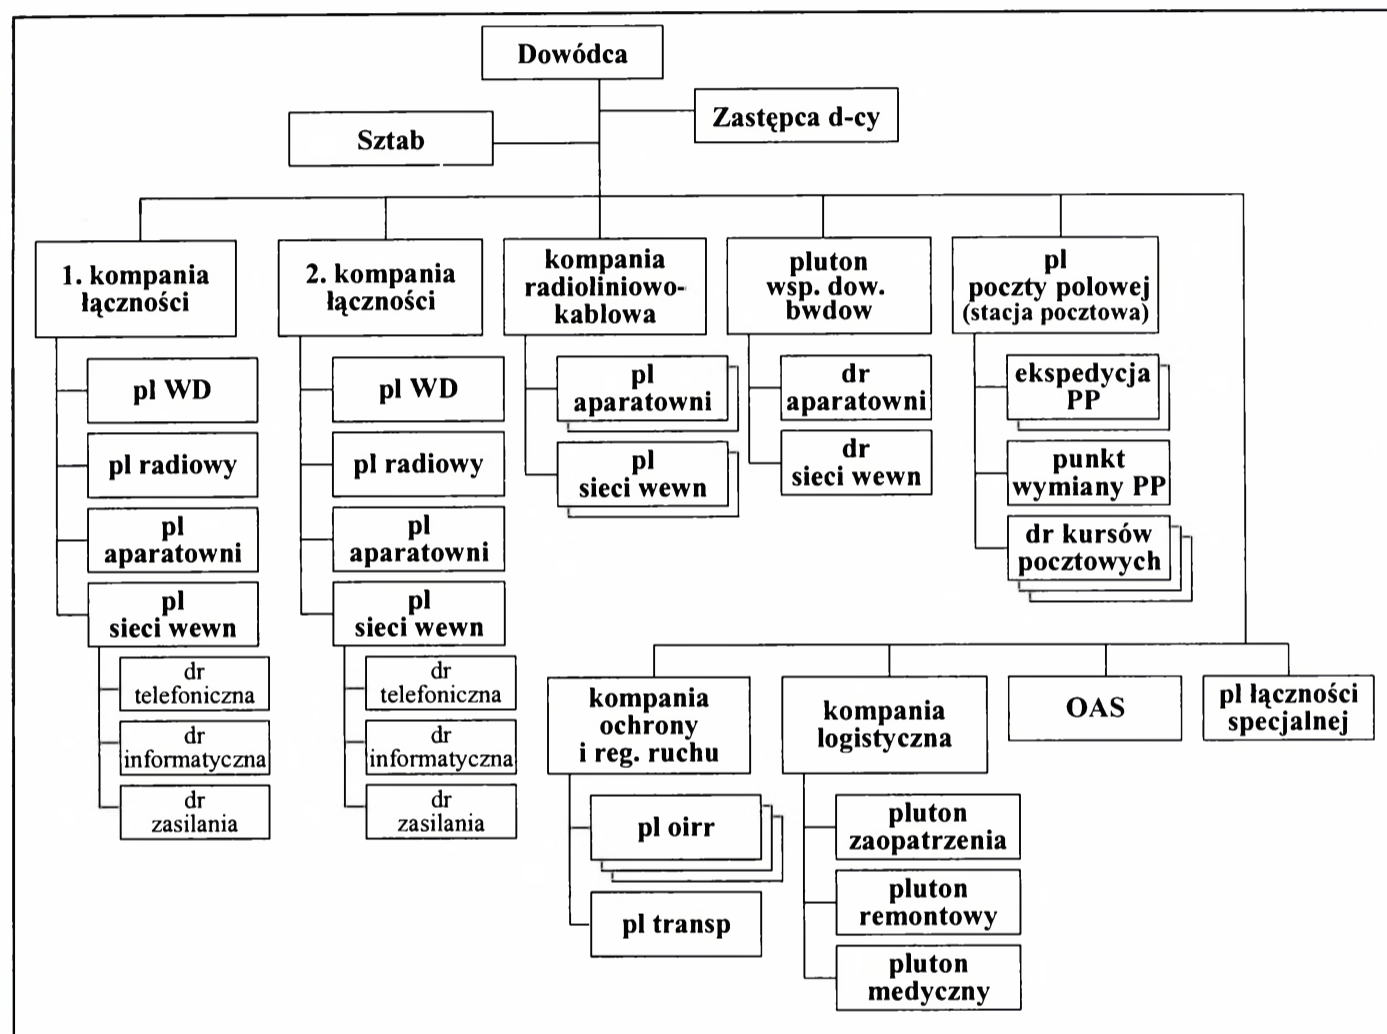 Dowódca
Zastępca d-cy
Sztab
1. kompania
łączności
pl WD
pl radiowy
pl
aparatowni
pl
sieci wewn
dr
telefoniczna
dr
informatyczna
dr
zasilania
2. kompania
łączności
pl WD
pl radiowy
pl
aparatowni
pl
sieci wewn
dr
telefoniczna
dr
informatyczna
dr
zasilania
kompania
radioliniowo-
kablowa
pl
aparatowni
pl
sieci wewn
pluton
wsp. dow.
bwdow
dr
aparatowni
dr
sieci wewn
pl
poczty polowej
(stacja pocztowa)
ekspedycja
PP
punkt
wymiany PP
dr kursów
pocztowych
kompania
ochrony
i reg. ruchu
pl oirr
pl transp
kompania
logistyczna
pluton
zaopatrzenia
pluton
remontowy
pluton
medyczny
OAS
pl łączności
specjalnej